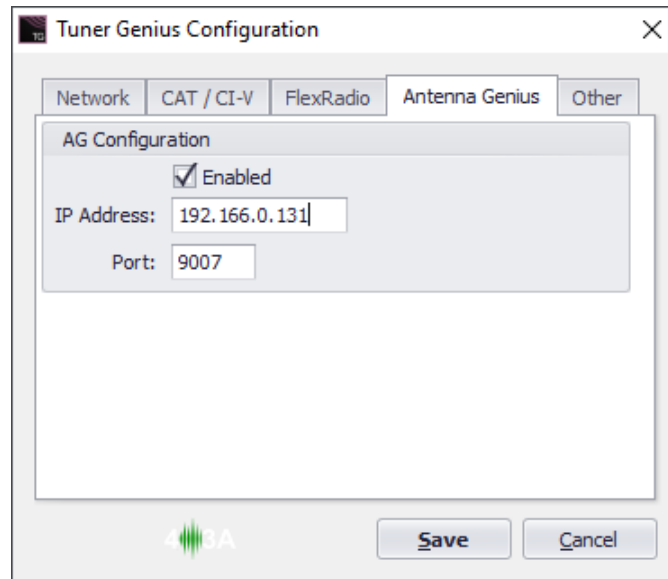 TG
Tuner Genius Configuration
Network CAT / CI-V FlexRadio Antenna Genius Other
AG Configuration
Enabled
IP Address: 192.166.0.131
Port: 9007
Save Cancel